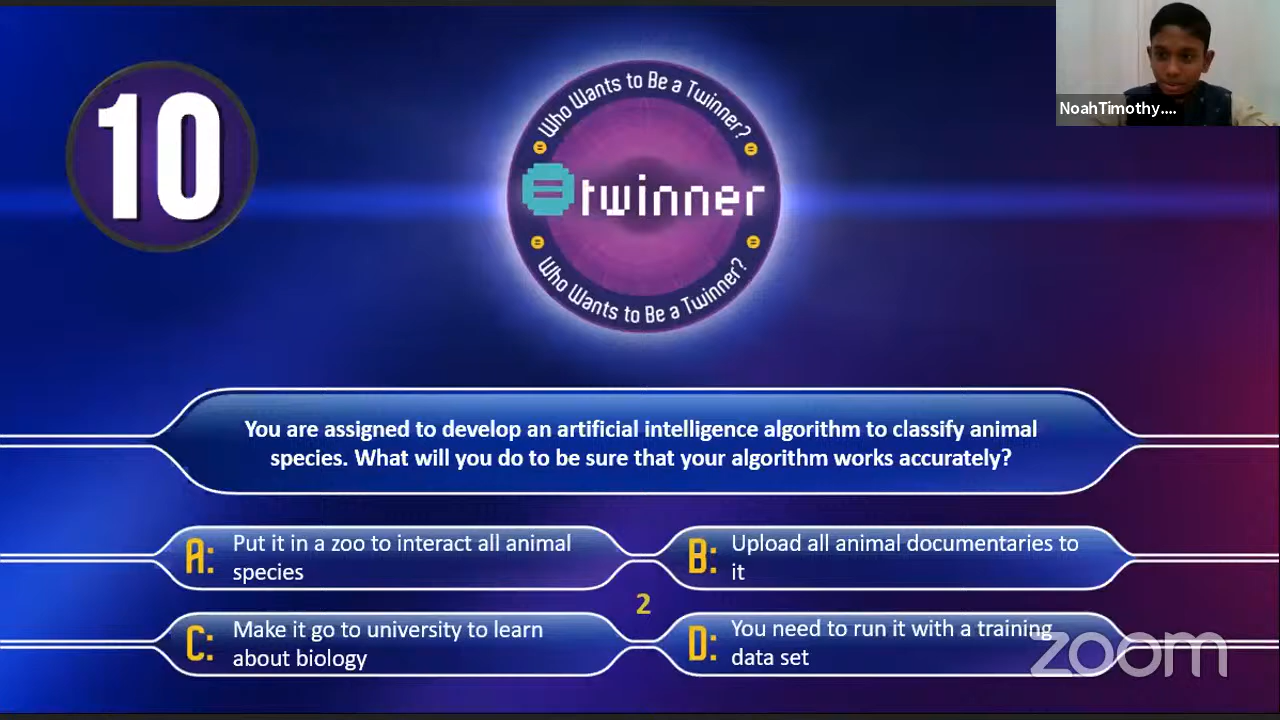 10
Who Wants to Be a Twinner?
twinner
Who Wants to Be a Twinner?
NoahTimothy....
You are assigned to develop an artificial intelligence algorithm to classify animal
species. What will you do to be sure that your algorithm works accurately?
A: Put it in a zoo to interact all animal
species
B: Upload all animal documentaries to
it
2
C: Make it go to university to learn
about biology
D: You need to run it with a training
data set
zoom